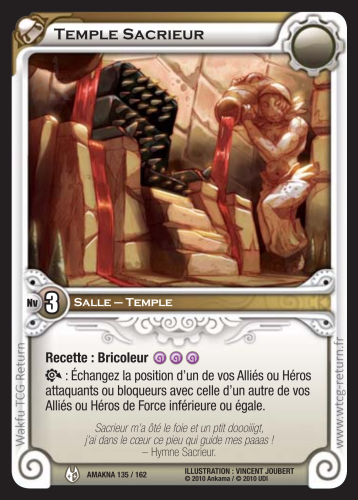 TEMPLE SACRIEUR
Nv 3 SALLE – TEMPLE
Recette : Bricoleur
: Échangez la position d'un de vos Alliés ou Héros
attaquants ou bloqueurs avec celle d'un autre de vos
Alliés ou Héros de Force inférieure ou égale.
Sacrieur m'a ôté le foie et un ptit doooligt,
j'ai dans le cœur ce pieu qui guide mes paaas !
– Hymne Sacrieur.
AMAKNA 135 / 162
ILLUSTRATION : VINCENT JOUBERT
© 2010 Ankama / © 2010 UDI
Wakfu TCG Return
www.wtcg-return.fr